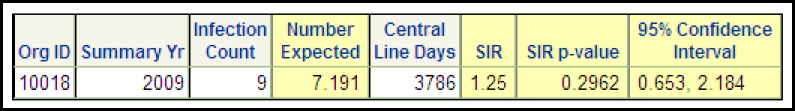 Org ID Summary Yr Infection Count Number Expected Central Line Days SIR SIR p-value 95% Confidence Interval
10018 2009 9 7.191 3786 1.25 0.2962 0.653, 2.184